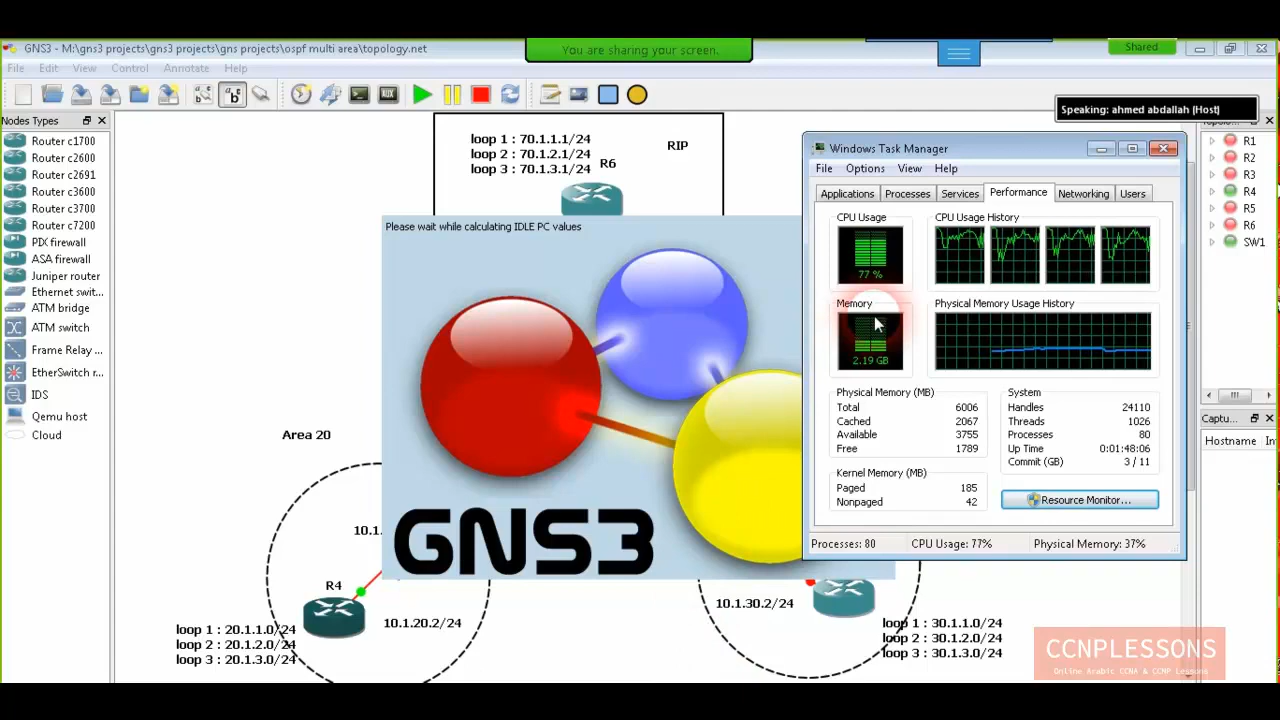 GNS3 - M:\gns3 projects\gns3 projects\gns projects\ospf multi area\topology.net
You are sharing your screen.
Shared
File Edit View Control Annotate Help
Speaking: ahmed abdallah (Host)
Nodes Types
Router c1700
Router c2600
Router c2691
Router c3600
Router c3700
Router c7200
PIX firewall
ASA firewall
Juniper router
Ethernet swit...
ATM bridge
ATM switch
Frame Relay ...
EtherSwitch r...
IDS
Qemu host
Cloud
loop 1 : 70.1.1.1/24
loop 2 : 70.1.2.1/24
loop 3 : 70.1.3.1/24
R6
RIP
Please wait while calculating IDLE PC values
GNS3
Area 20
10.1.
R4
10.1.20.2/24
loop 1 : 20.1.1.0/24
loop 2 : 20.1.2.0/24
loop 3 : 20.1.3.0/24
10.1.30.2/24
loop 1 : 30.1.1.0/24
loop 2 : 30.1.2.0/24
loop 3 : 30.1.3.0/24
Windows Task Manager
File Options View Help
Applications Processes Services Performance Networking Users
CPU Usage
77 %
CPU Usage History
Memory
2.19 GB
Physical Memory Usage History
Physical Memory (MB)
Total 6006
Cached 2067
Available 3755
Free 1789
Kernel Memory (MB)
Paged 185
Nonpaged 42
System
Handles 24110
Threads 1026
Processes 80
Up Time 0:01:48:06
Commit (GB) 3 / 11
Resource Monitor...
Processes: 80 CPU Usage: 77% Physical Memory: 37%
R1
R2
R3
R4
R5
R6
SW1
Captu...
Hostname
CCNPLESSONS
Online Arabic CCNA & CCNP Lessons